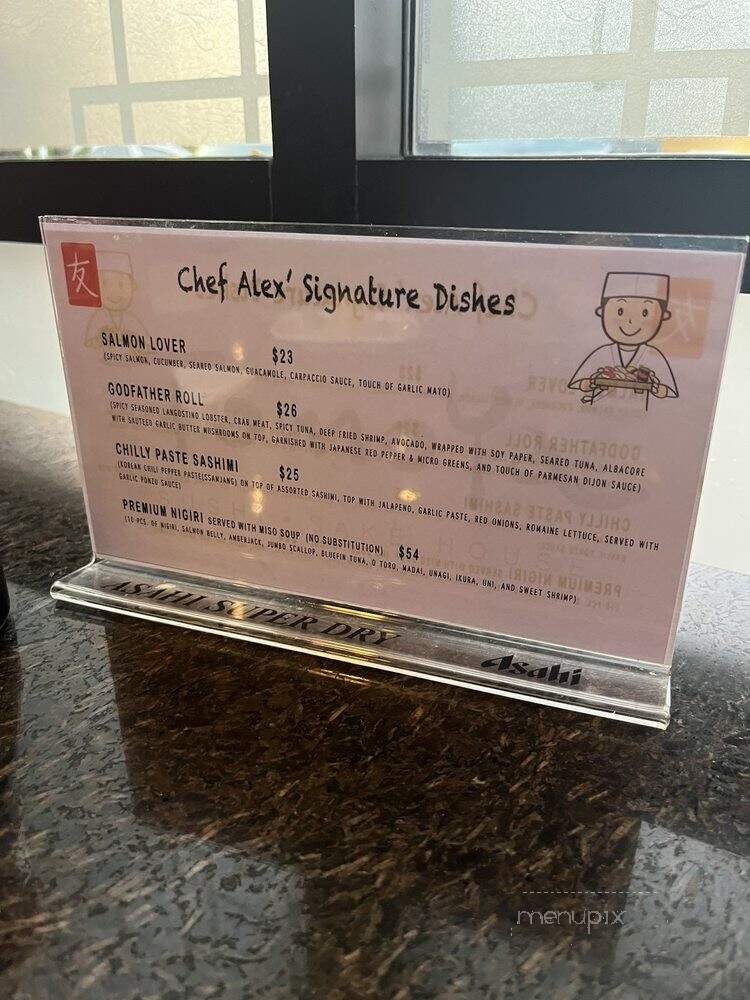 友
Chef Alex' Signature Dishes
SALMON LOVER $23
(SPICY SALMON, CUCUMBER, SEARED SALMON, GUACAMOLE, CARPACCIO SAUCE, TOUCH OF GARLIC MAYO)
GODFATHER ROLL $26
(SPICY SEASONED LANGOSTINO LOBSTER, CRAB MEAT, SPICY TUNA, DEEP FRIED SHRIMP, AVOCADO, WRAPPED WITH SOY PAPER, SEARED TUNA, ALBACORE
WITH SAUTEED GARLIC BUTTER MUSHROOMS ON TOP, GARNISHED WITH JAPANESE RED PEPPER & MICRO GREENS, AND TOUCH OF PARMESAN DIJON SAUCE)
CHILLY PASTE SASHIMI $25
(KOREAN CHILI PEPPER PASTE(SSAMJANG) ON TOP OF ASSORTED SASHIMI, TOP WITH JALAPENO, GARLIC PASTE, RED ONIONS, ROMAINE LETTUCE, SERVED WITH
GARLIC PONZU SAUCE)
PREMIUM NIGIRI SERVED WITH MISO SOUP (NO SUBSTITUTION) $54
(10 PCS. OF NIGIRI, SALMON BELLY, AMBERJACK, JUMBO SCALLOP, BLUEFIN TUNA, O TORO, MADAI, UNAGI, IKURA, UNI, AND SWEET SHRIMP)
ASAHI SUPER DRY
Asahi
menupix